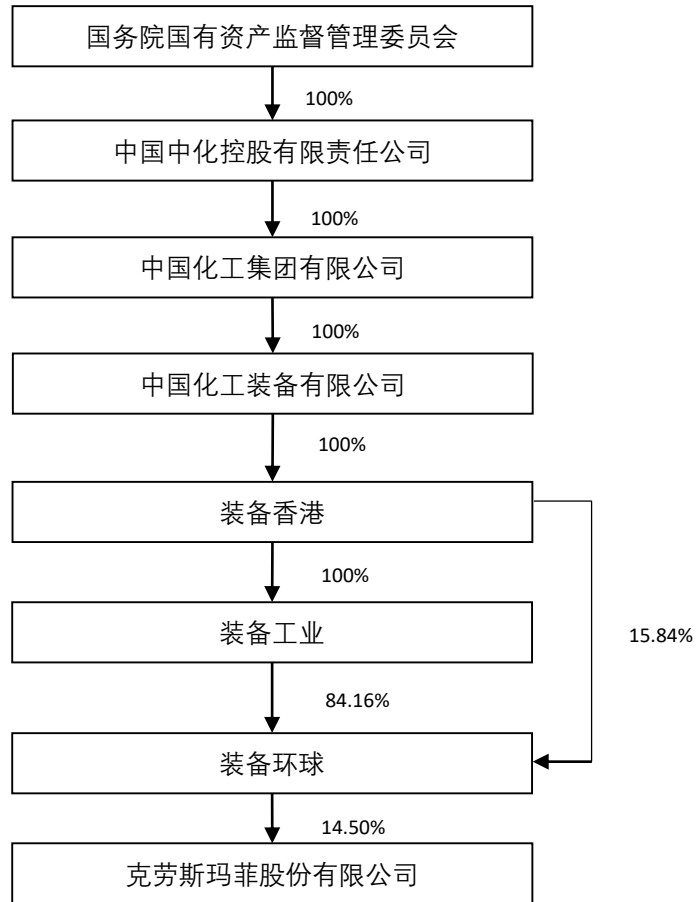 国务院国有资产监督管理委员会
100%
中国中化控股有限责任公司
100%
中国化工集团有限公司
100%
中国化工装备有限公司
100%
装备香港
100%
装备工业
15.84%
84.16%
装备环球
14.50%
克劳斯玛菲股份有限公司